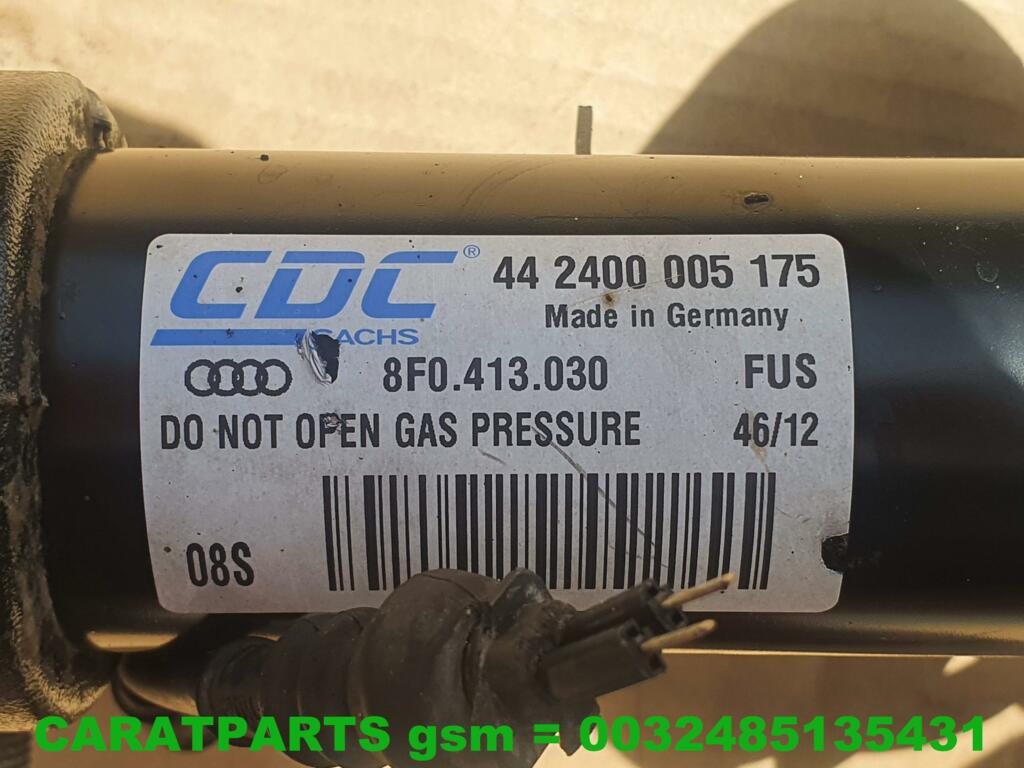 CDC® 44 2400 005 175
Made in Germany
SACHS
8F0.413.030 FUS
DO NOT OPEN GAS PRESSURE 46/12
08S
CARATPARTS gsm = 0032485135431